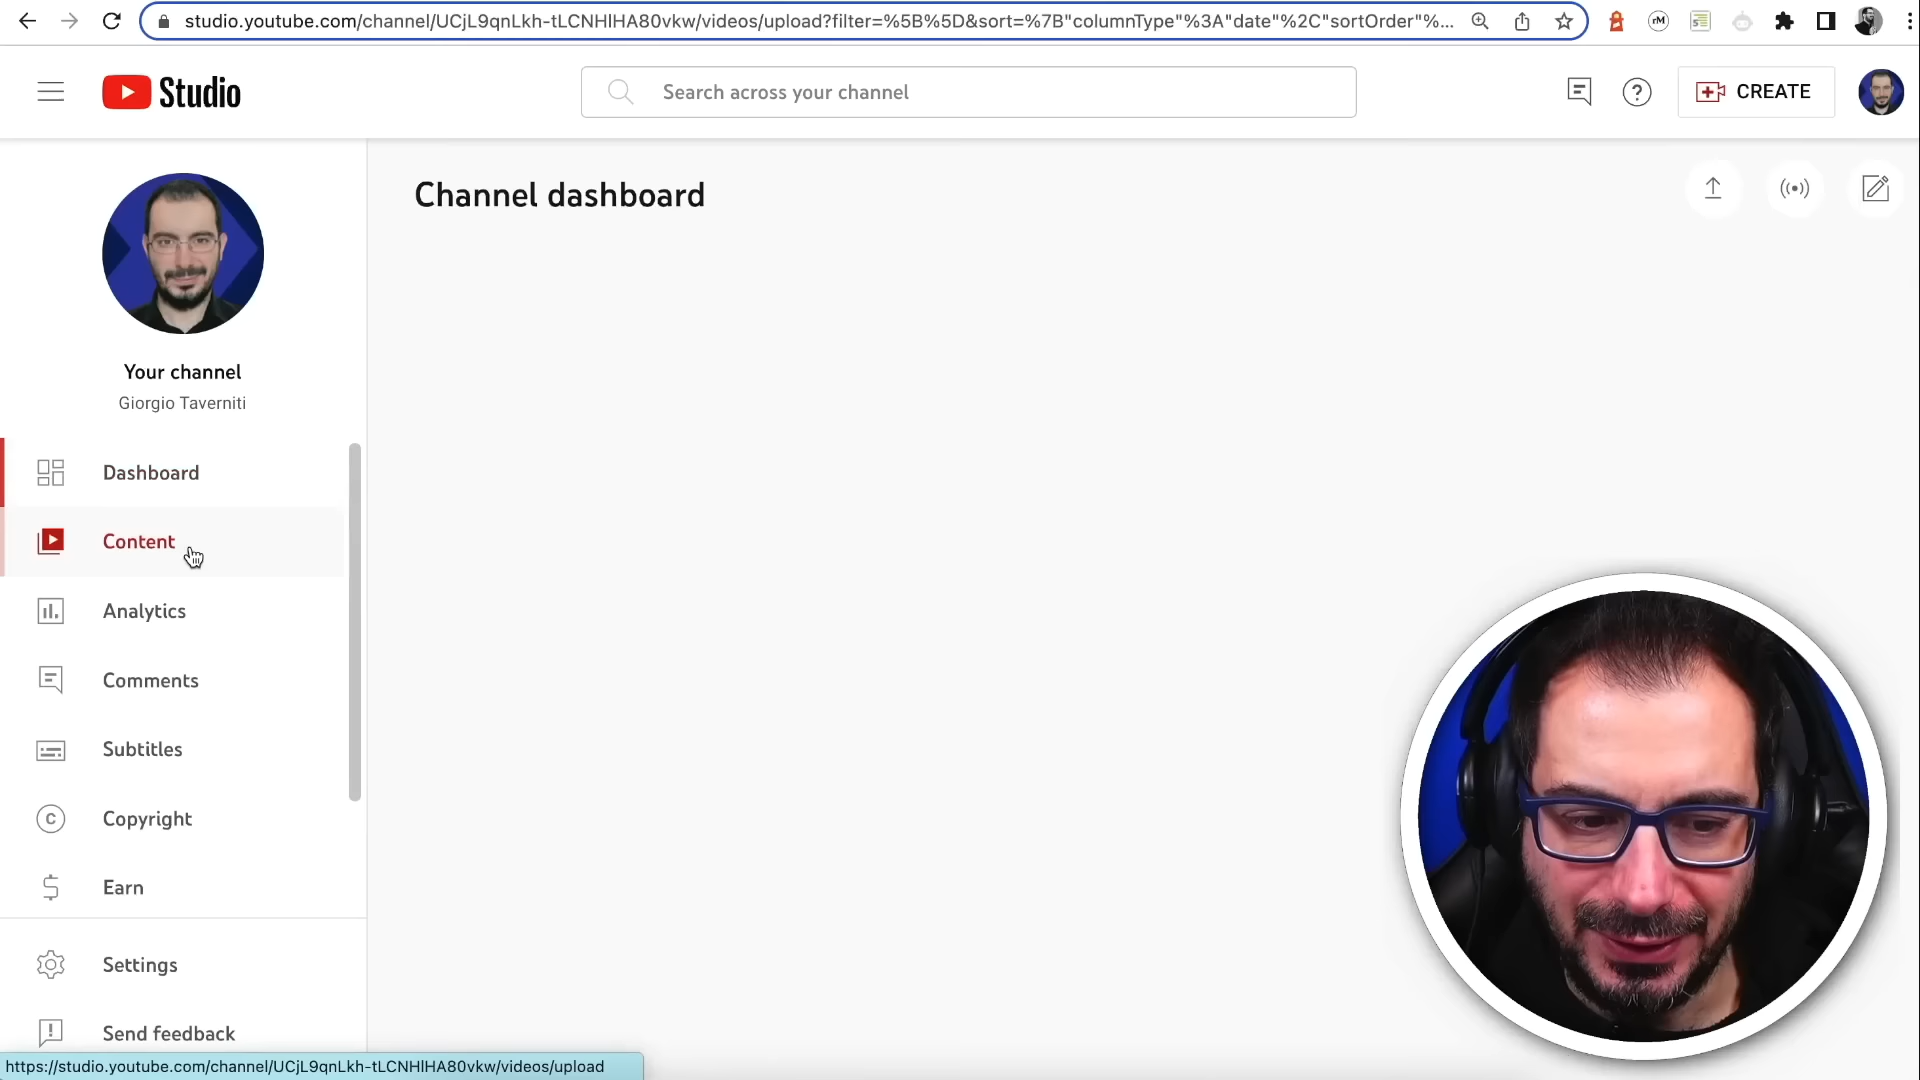 studio.youtube.com/channel/UCjL9qnLkh-tLCNHlHA80vkw/videos/upload?filter=%5B%5D&sort=%7B"columnType"%3A"date"%2C"sortOrder"%...
rM
Studio
Search across your channel
CREATE
Channel dashboard
Your channel
Giorgio Taverniti
Dashboard
Content
Analytics
Comments
Subtitles
Copyright
Earn
Settings
Send feedback
https://studio.youtube.com/channel/UCjL9qnLkh-tLCNHlHA80vkw/videos/upload